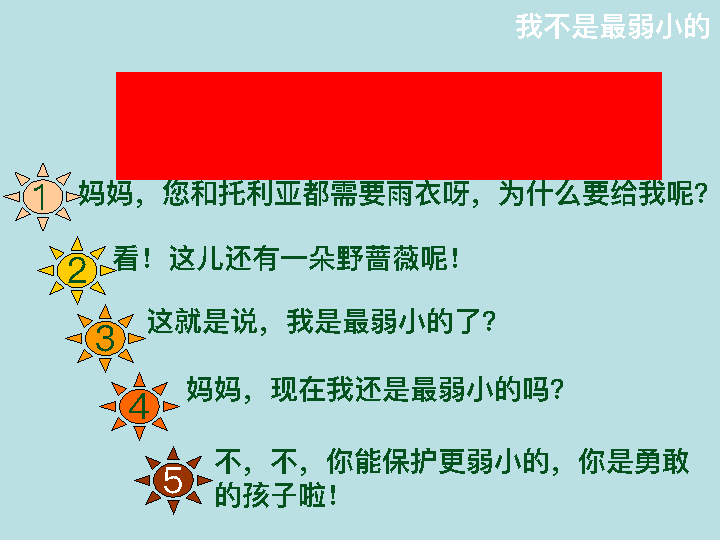 我不是最弱小的
1 妈妈，您和托利亚都需要雨衣呀，为什么要给我呢？
2 看！这儿还有一朵野蔷薇呢！
3 这就是说，我是最弱小的了？
4 妈妈，现在我还是最弱小的吗？
5 不，不，你能保护更弱小的，你是勇敢
的孩子啦！